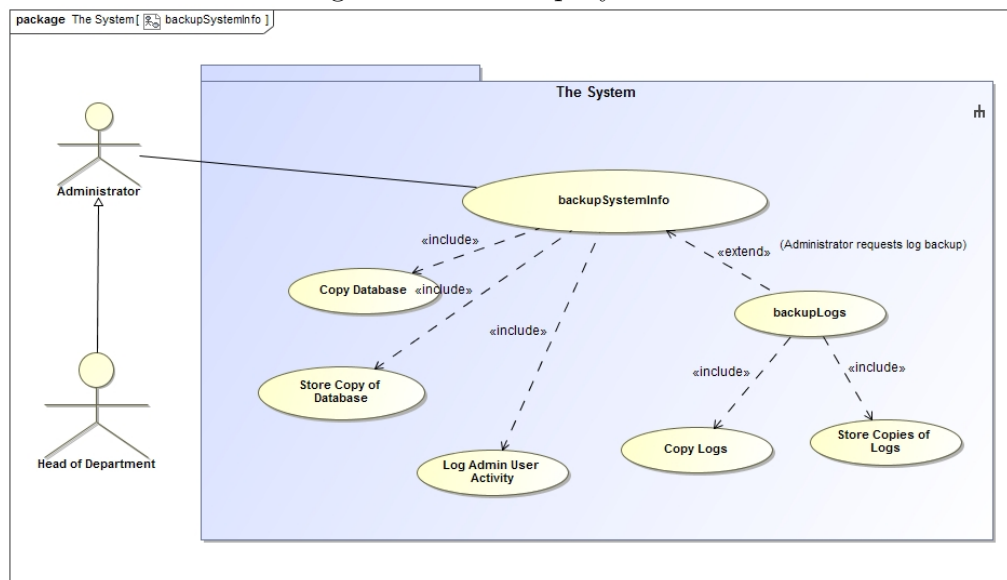 package The System[ backupSystemInfo ]
The System
Administrator
backupSystemInfo
«include»
«extend»
(Administrator requests log backup)
Copy Database
«include»
backupLogs
«include»
«include»
«include»
Store Copy of
Database
Head of Department
Log Admin User
Activity
Copy Logs
Store Copies of
Logs